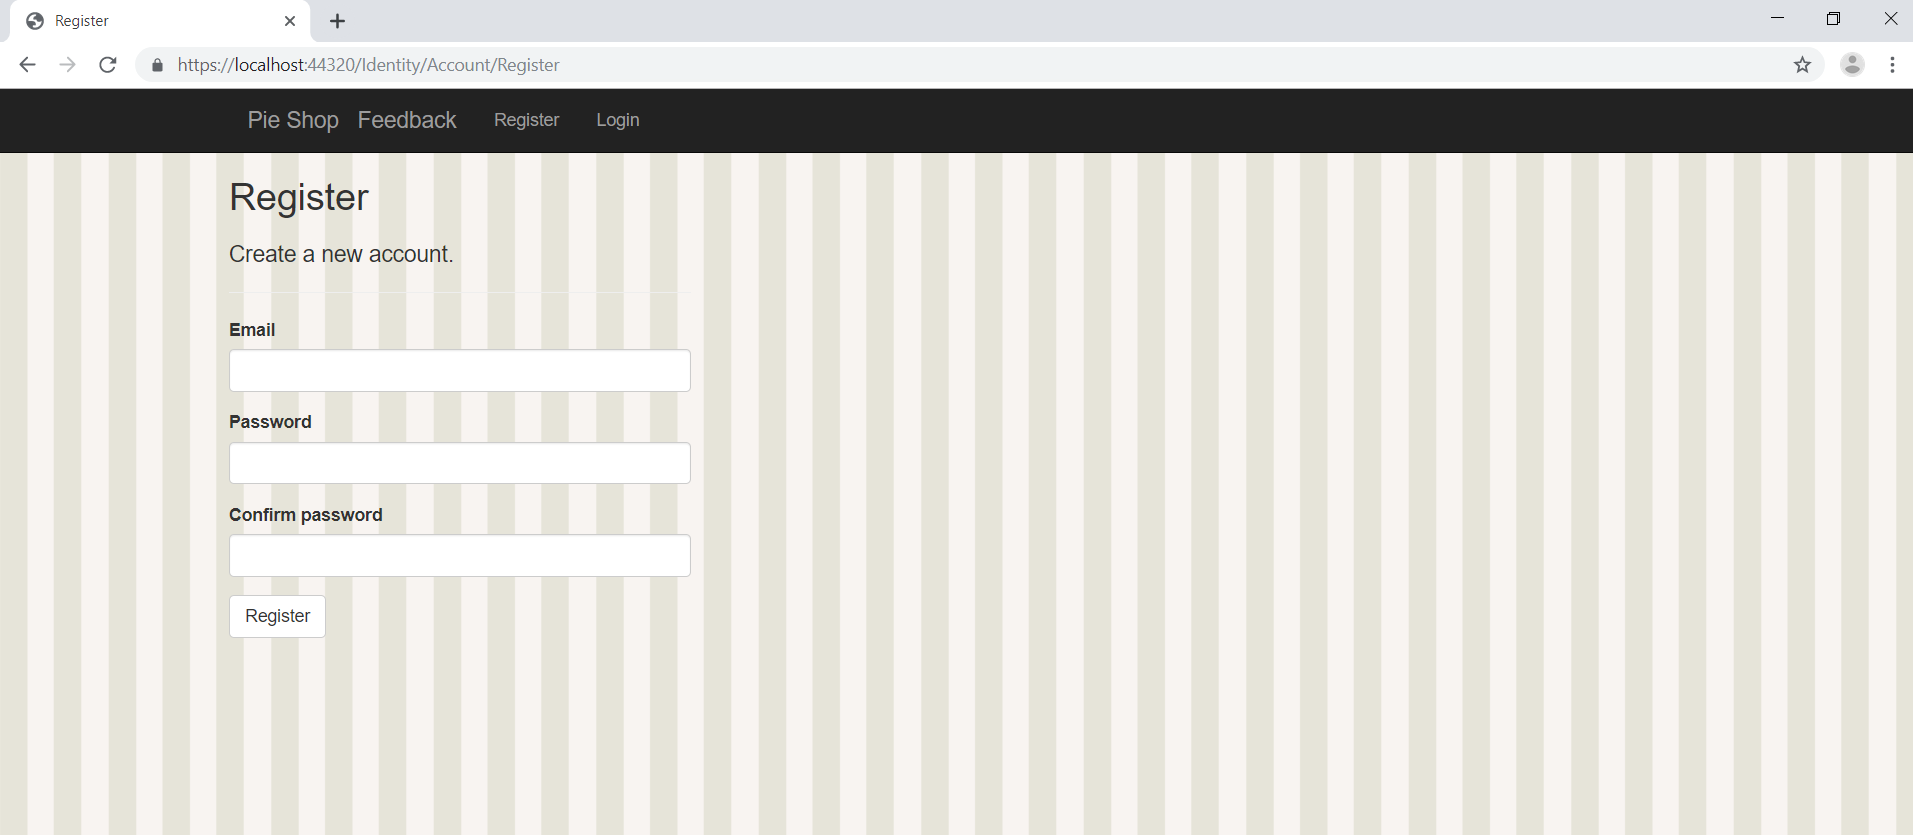 Register
https://localhost:44320/Identity/Account/Register
Pie Shop Feedback Register Login
Register
Create a new account.
Email
Password
Confirm password
Register